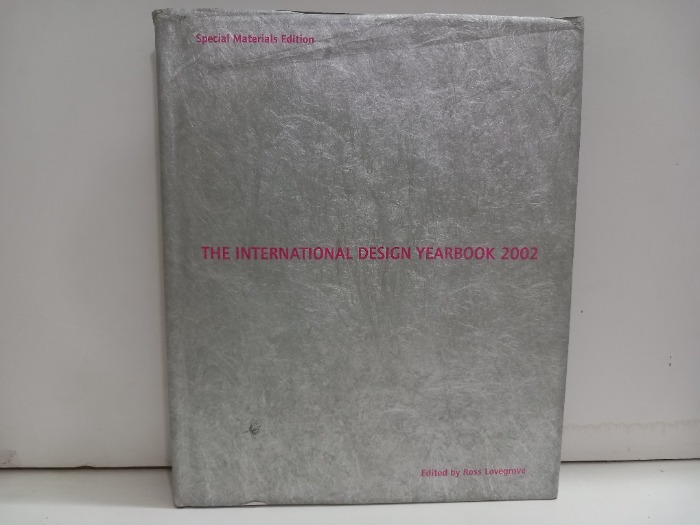 Special Materials Edition
THE INTERNATIONAL DESIGN YEARBOOK 2002
Edited by Ross Lovegrove